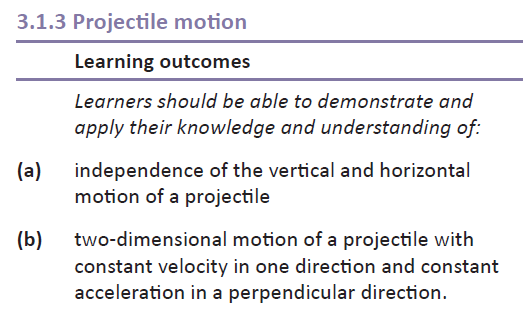 3.1.3 Projectile motion
Learning outcomes
Learners should be able to demonstrate and
apply their knowledge and understanding of:
(a) independence of the vertical and horizontal
motion of a projectile
(b) two-dimensional motion of a projectile with
constant velocity in one direction and constant
acceleration in a perpendicular direction.